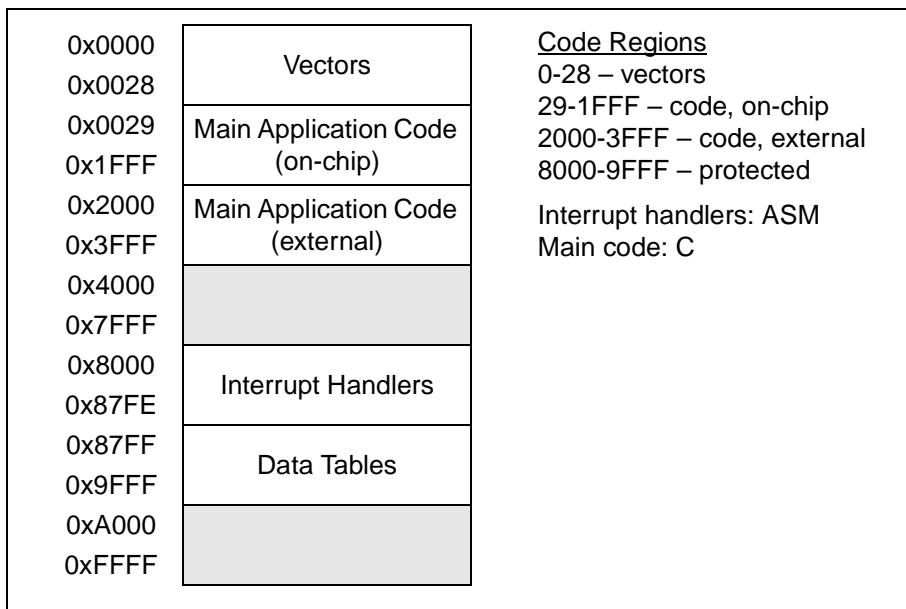 0x0000
0x0028
Vectors
0x0029
0x1FFF
Main Application Code
(on-chip)
0x2000
0x3FFF
Main Application Code
(external)
0x4000
0x7FFF
0x8000
0x87FE
Interrupt Handlers
0x87FF
0x9FFF
Data Tables
0xA000
0xFFFF
Code Regions
0-28 – vectors
29-1FFF – code, on-chip
2000-3FFF – code, external
8000-9FFF – protected
Interrupt handlers: ASM
Main code: C